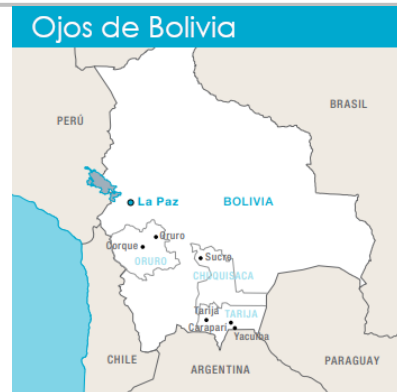 Ojos de Bolivia
BRASIL
PERÚ
La Paz
BOLIVIA
Oruro
Corque
ORURO
Sucre
CHUQUISACA
Tarija
TARIJA
Caraparí
Yacuiba
CHILE
PARAGUAY
ARGENTINA